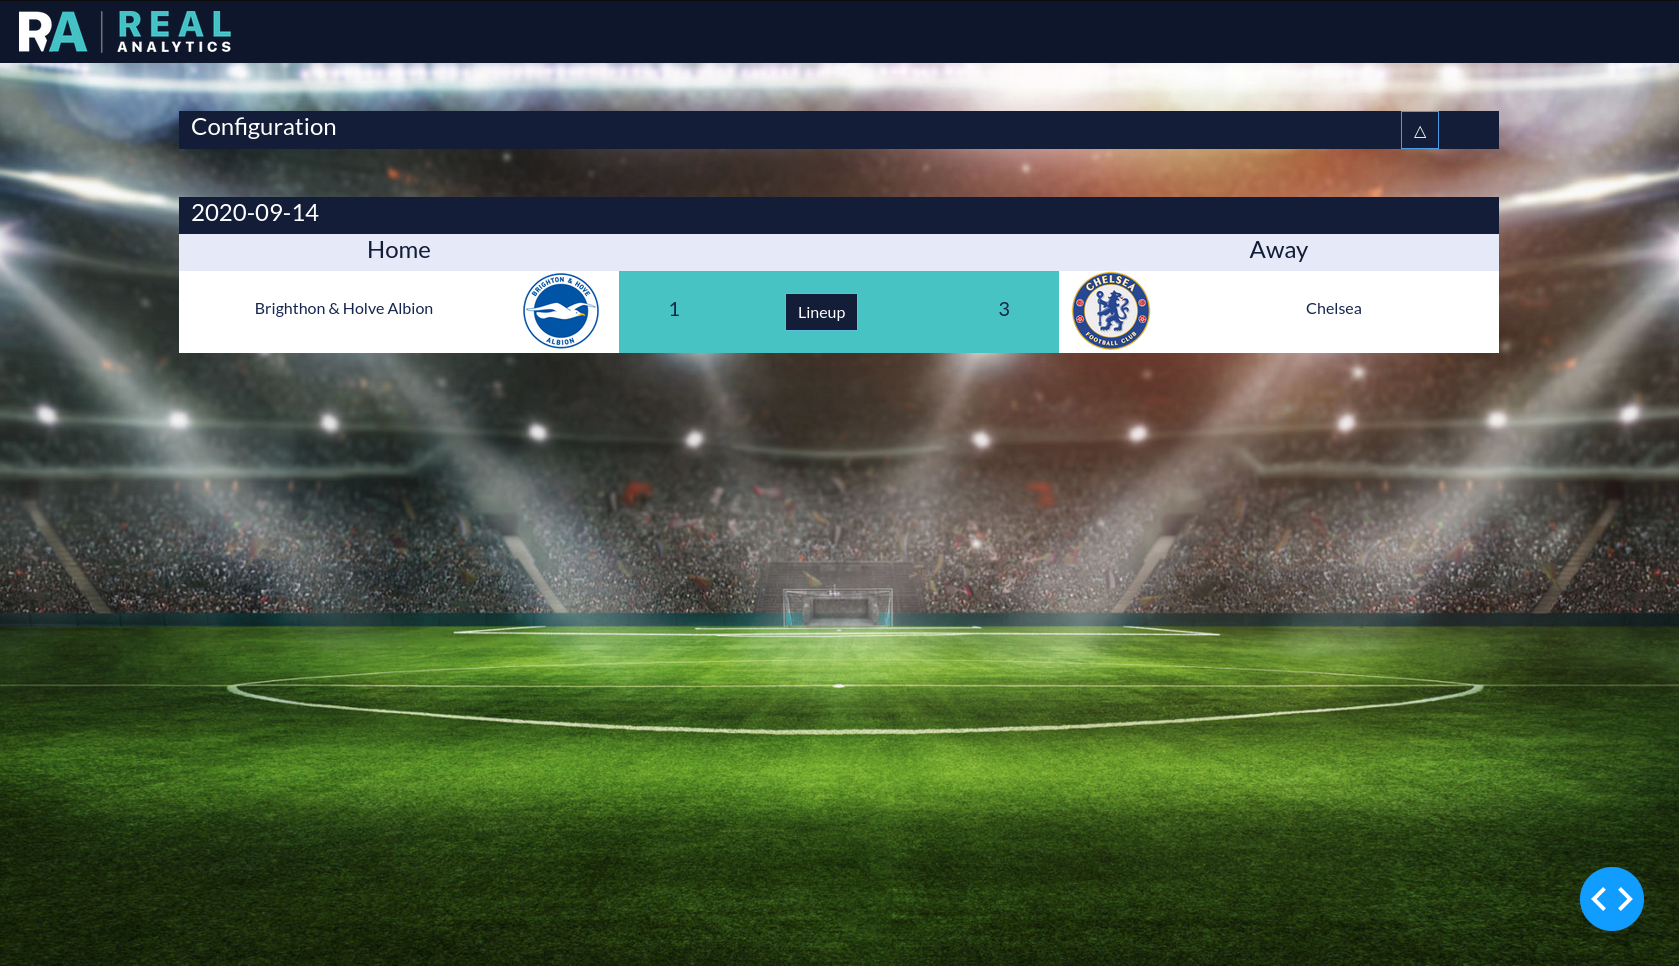 RA REAL
ANALYTICS
Configuration
△
2020-09-14
Home Away
Brighthon & Holve Albion BRIGHTON & HOVE ALBION 1 Lineup 3 CHELSEA FOOTBALL CLUB Chelsea